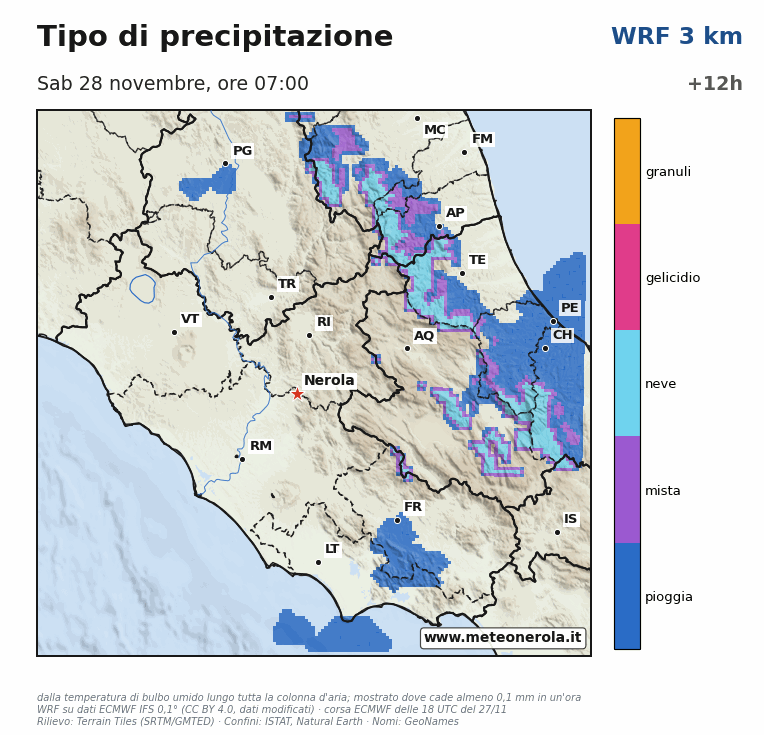 Tipo di precipitazione
WRF 3 km
Sab 28 novembre, ore 07:00
+12h
MC
FM
PG
AP
TE
TR
PE
VT
RI
CH
AQ
Nerola
RM
FR
IS
LT
www.meteonerola.it
granuli
gelicidio
neve
mista
pioggia
dalla temperatura di bulbo umido lungo tutta la colonna d'aria; mostrato dove cade almeno 0,1 mm in un'ora
WRF su dati ECMWF IFS 0,1° (CC BY 4.0, dati modificati) · corsa ECMWF delle 18 UTC del 27/11
Rilievo: Terrain Tiles (SRTM/GMTED) · Confini: ISTAT, Natural Earth · Nomi: GeoNames